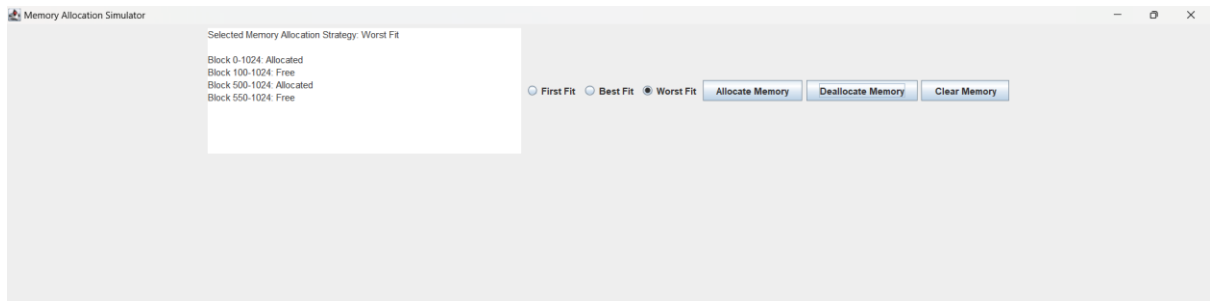 Memory Allocation Simulator
Selected Memory Allocation Strategy: Worst Fit
Block 0-1024: Allocated
Block 100-1024: Free
Block 500-1024: Allocated
Block 550-1024: Free
First Fit Best Fit Worst Fit Allocate Memory Deallocate Memory Clear Memory